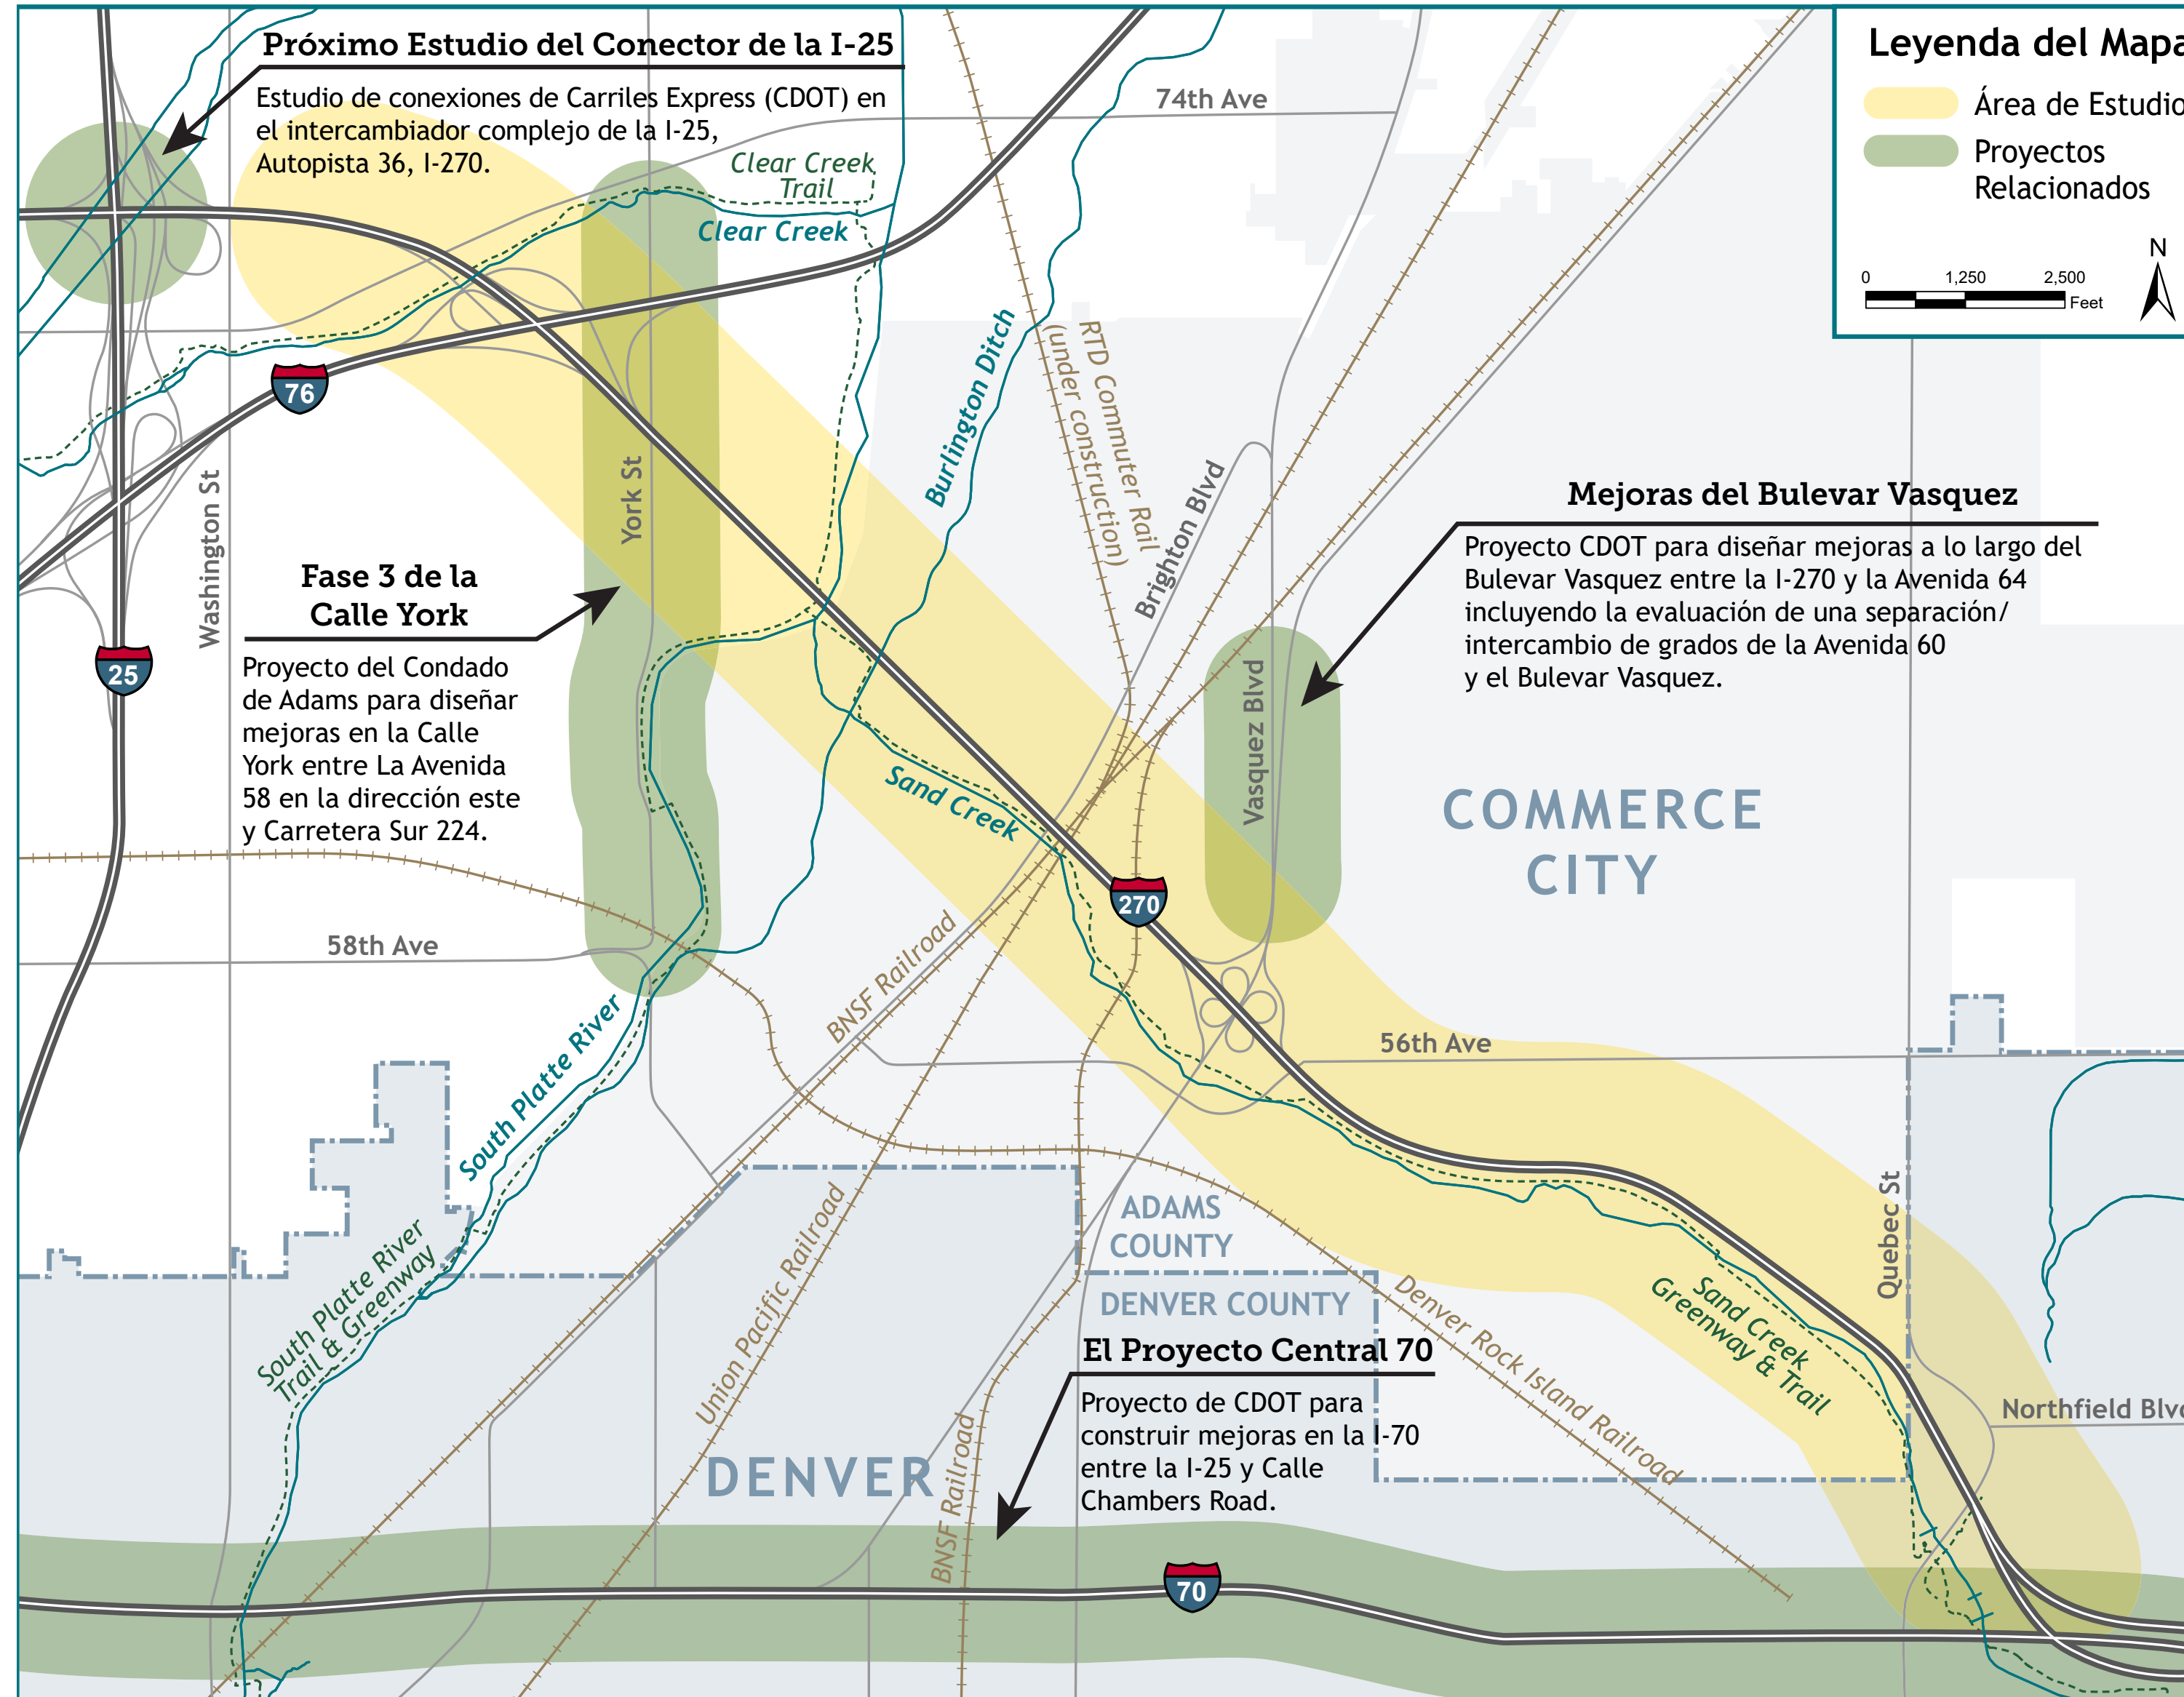 Próximo Estudio del Conector de la I-25
Estudio de conexiones de Carriles Express (CDOT) en
el intercambiador complejo de la I-25,
Autopista 36, I-270.
74th Ave
Leyenda del Mapa
Área de Estudio
Proyectos
Relacionados
N
0 1,250 2,500
Feet
Clear Creek
Trail
Clear Creek
76
Washington St
York St
Burlington Ditch
RTD Commuter Rail
(under construction)
Brighton Blvd
Mejoras del Bulevar Vasquez
Proyecto CDOT para diseñar mejoras a lo largo del
Bulevar Vasquez entre la I-270 y la Avenida 64
incluyendo la evaluación de una separación/
intercambio de grados de la Avenida 60
y el Bulevar Vasquez.
Fase 3 de la
Calle York
Proyecto del Condado
de Adams para diseñar
mejoras en la Calle
York entre La Avenida
58 en la dirección este
y Carretera Sur 224.
25
Vasquez Blvd
Sand Creek
COMMERCE
CITY
270
58th Ave
BNSF Railroad
56th Ave
South Platte River
South Platte River
Trail & Greenway
Union Pacific Railroad
ADAMS
COUNTY
DENVER COUNTY
Quebec St
Sand Creek
Greenway & Trail
Denver Rock Island Railroad
El Proyecto Central 70
Proyecto de CDOT para
construir mejoras en la I-70
entre la I-25 y Calle
Chambers Road.
Northfield Blvd
DENVER
BNSF Railroad
70